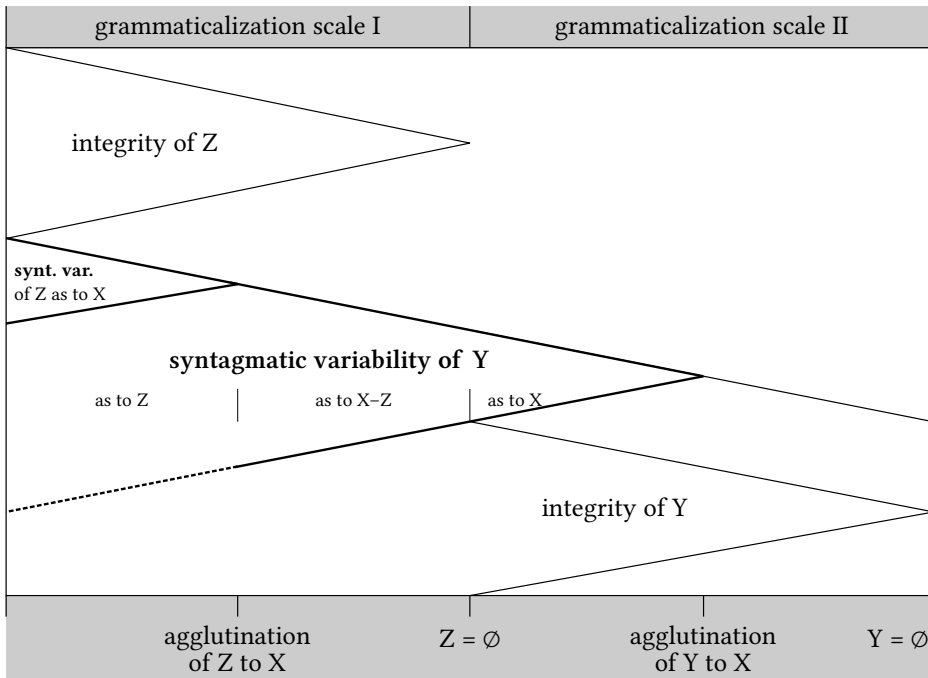 grammaticalization scale I
grammaticalization scale II
integrity of Z
synt. var.
of Z as to X
syntagmatic variability of Y
as to Z
as to X–Z
as to X
integrity of Y
agglutination
of Z to X
Z = ∅
agglutination
of Y to X
Y = ∅